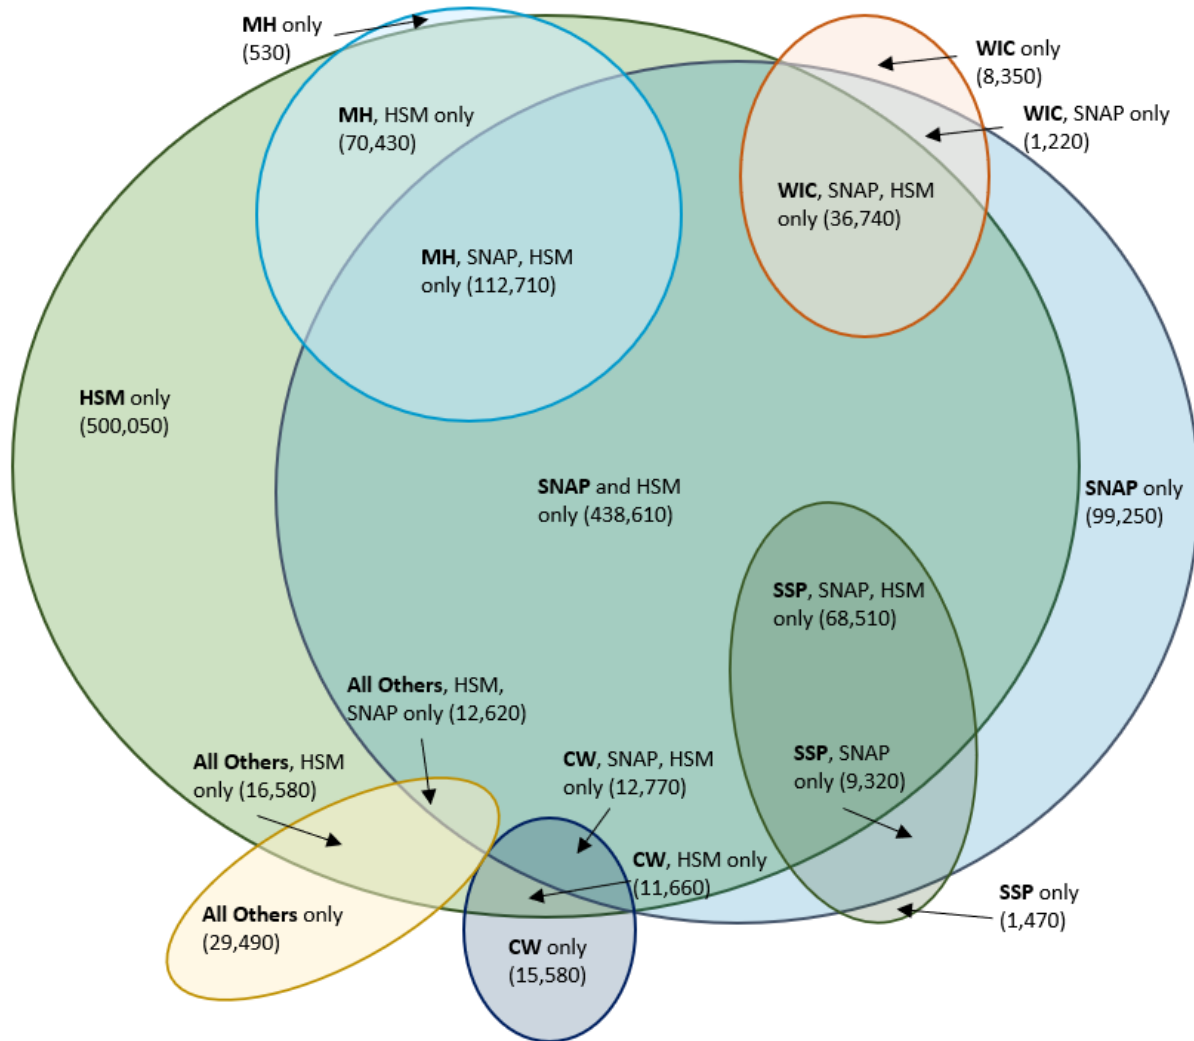 MH only
(530)
WIC only
(8,350)
MH, HSM only
(70,430)
WIC, SNAP only
(1,220)
WIC, SNAP, HSM
only (36,740)
MH, SNAP, HSM
only (112,710)
HSM only
(500,050)
SNAP and HSM
only (438,610)
SNAP only
(99,250)
SSP, SNAP, HSM
only (68,510)
All Others, HSM,
SNAP only (12,620)
All Others, HSM
only (16,580)
CW, SNAP, HSM
only (12,770)
SSP, SNAP
only (9,320)
CW, HSM only
(11,660)
SSP only
(1,470)
All Others only
(29,490)
CW only
(15,580)